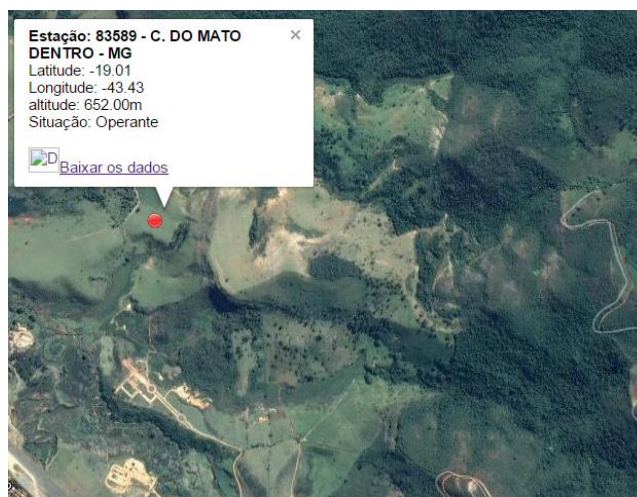 Estação: 83589 - C. DO MATO
DENTRO - MG
Latitude: -19.01
Longitude: -43.43
altitude: 652.00m
Situação: Operante
D
Baixar os dados